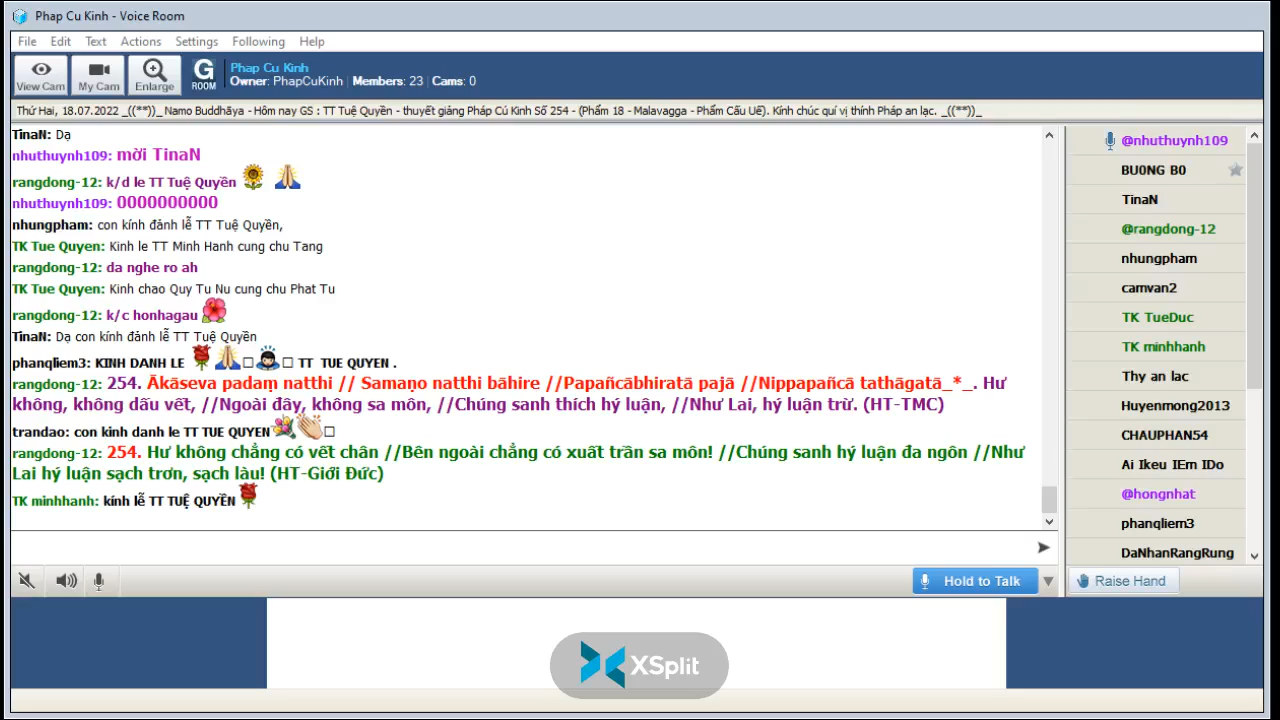 Phap Cu Kinh - Voice Room
File Edit Text Actions Settings Following Help
View Cam My Cam Enlarge G ROOM
Phap Cu Kinh
Owner: PhapCuKinh Members: 23 Cams: 0
Thứ Hai, 18.07.2022 _((**))_ Namo Buddhāya - Hôm nay GS : TT Tuệ Quyền - thuyết giảng Pháp Cú Kinh Số 254 - (Phẩm 18 - Malavagga - Phẩm Cấu Uế). Kính chúc quí vị thính Pháp an lạc. _((**))_
TinaN: Dạ
nhuthuynh109: mời TinaN
rangdong-12: k/d le TT Tuệ Quyền
nhuthuynh109: 0000000000
nhungpham: con kính đảnh lễ TT Tuệ Quyền,
TK Tue Quyen: Kinh le TT Minh Hanh cung chu Tang
rangdong-12: da nghe ro ah
TK Tue Quyen: Kinh chao Quy Tu Nu cung chu Phat Tu
rangdong-12: k/c honhagau
TinaN: Dạ con kính đảnh lễ TT Tuệ Quyền
phanqliem3: KINH DANH LE TT TUE QUYEN .
rangdong-12: 254. Ākāseva padaṃ natthi // Samaṇo natthi bāhire //Papañcābhiratā pajā //Nippapañcā tathāgatā_*_. Hư
không, không dấu vết, //Ngoài đây, không sa môn, //Chúng sanh thích hý luận, //Như Lai, hý luận trừ. (HT-TMC)
trandao: con kinh danh le TT TUE QUYEN
rangdong-12: 254. Hư không chẳng có vết chân //Bên ngoài chẳng có xuất trần sa môn! //Chúng sanh hý luận đa ngôn //Như
Lai hý luận sạch trơn, sạch làu! (HT-Giới Đức)
TK minhhanh: kính lễ TT TUỆ QUYỀN
@nhuthuynh109
BU0NG B0
TinaN
@rangdong-12
nhungpham
camvan2
TK TueDuc
TK minhhanh
Thy an lac
Huyenmong2013
CHAUPHAN54
Ai Ikeu IEm IDo
@hongnhat
phanqliem3
DaNhanRangRung
Hold to Talk
Raise Hand
XSplit